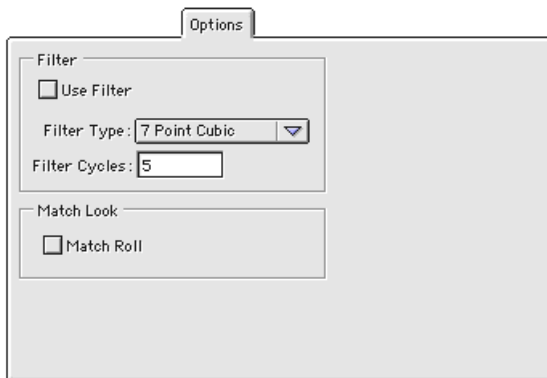 Options
Filter
Use Filter
Filter Type: 7 Point Cubic
Filter Cycles: 5
Match Look
Match Roll